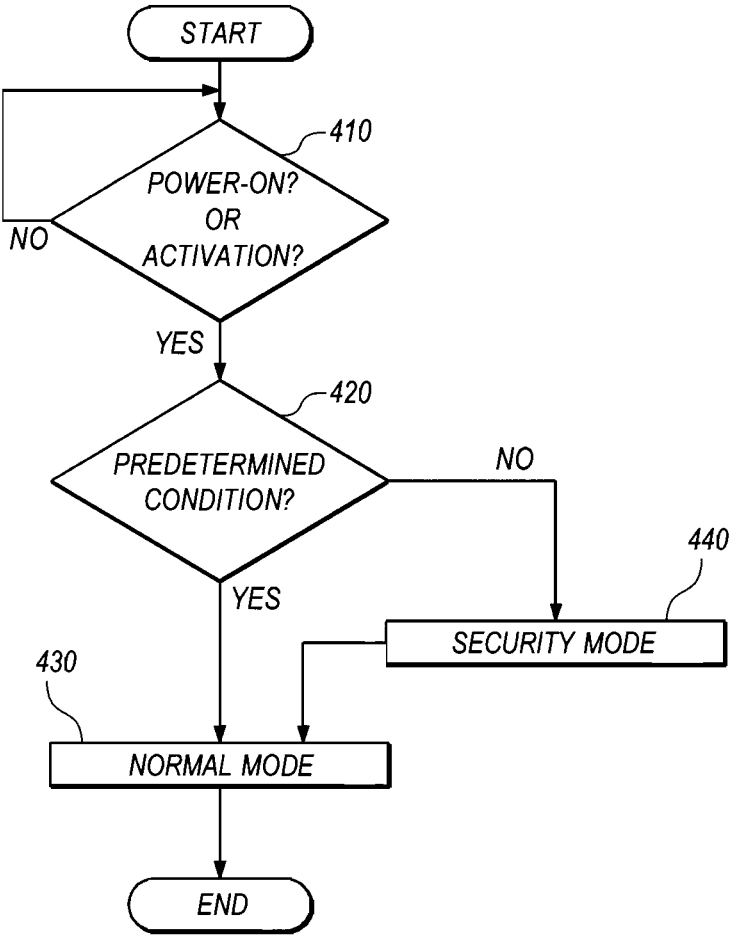 START
410
POWER-ON?
OR
ACTIVATION?
NO
YES
420
PREDETERMINED
CONDITION?
NO
YES
440
SECURITY MODE
430
NORMAL MODE
END